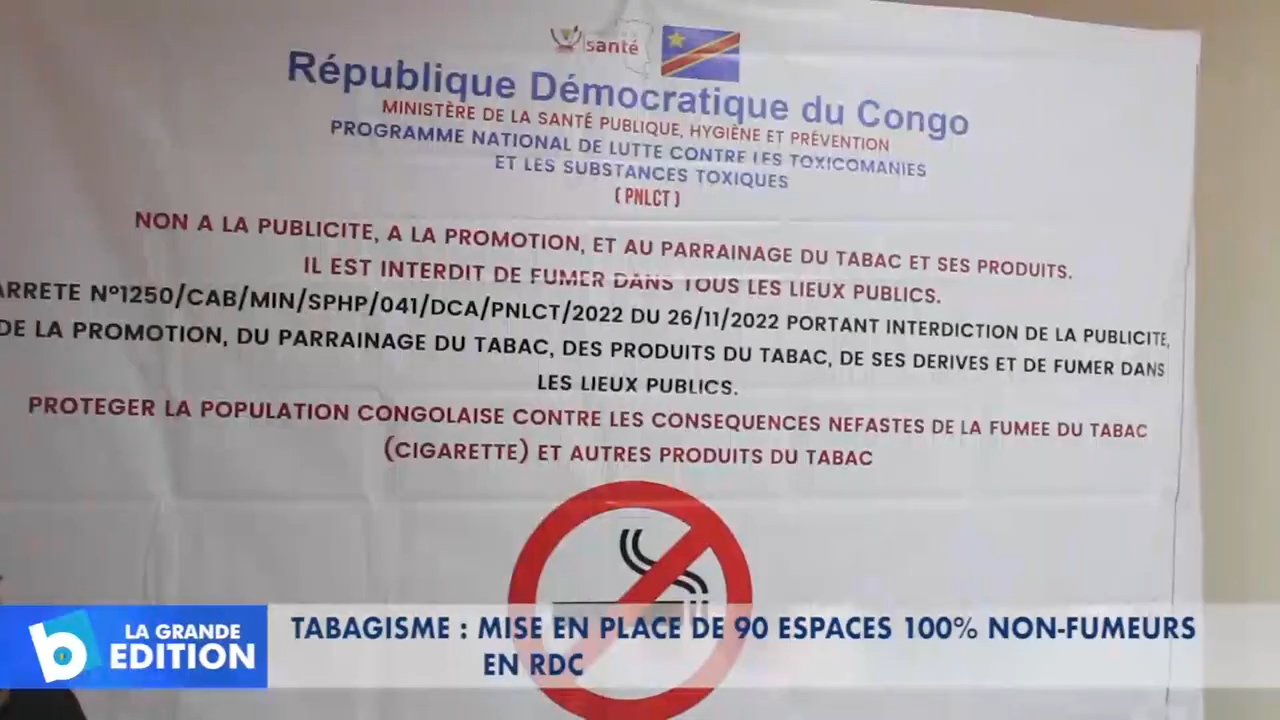 santé
République Démocratique du Congo
MINISTÈRE DE LA SANTÉ PUBLIQUE, HYGIÈNE ET PRÉVENTION
PROGRAMME NATIONAL DE LUTTE CONTRE LES TOXICOMANIES
ET LES SUBSTANCES TOXIQUES
(PNLCT)
NON A LA PUBLICITE, A LA PROMOTION, ET AU PARRAINAGE DU TABAC ET SES PRODUITS.
IL EST INTERDIT DE FUMER DANS TOUS LES LIEUX PUBLICS.
ARRETE N°1250/CAB/MIN/SPHP/041/DCA/PNLCT/2022 DU 26/11/2022 PORTANT INTERDICTION DE LA PUBLICITE,
DE LA PROMOTION, DU PARRAINAGE DU TABAC, DES PRODUITS DU TABAC, DE SES DERIVES ET DE FUMER DANS
LES LIEUX PUBLICS.
PROTEGER LA POPULATION CONGOLAISE CONTRE LES CONSEQUENCES NEFASTES DE LA FUMEE DU TABAC
(CIGARETTE) ET AUTRES PRODUITS DU TABAC
b LA GRANDE
EDITION
TABAGISME : MISE EN PLACE DE 90 ESPACES 100% NON-FUMEURS
EN RDC